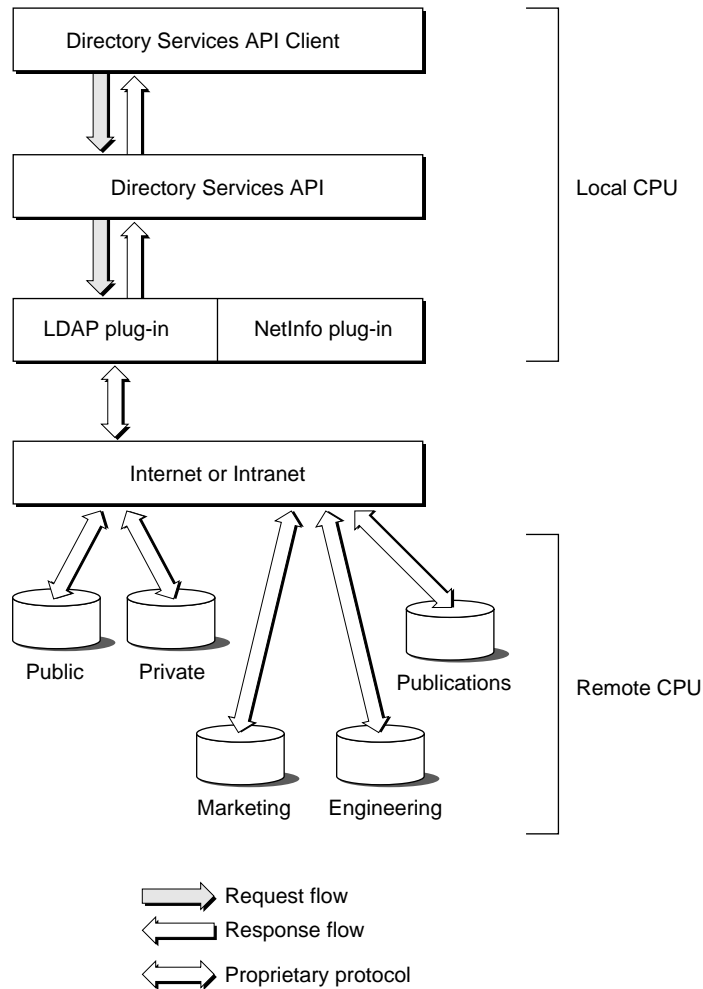 Directory Services API Client
Directory Services API
Local CPU
LDAP plug-in
NetInfo plug-in
Internet or Intranet
Public
Private
Publications
Remote CPU
Marketing
Engineering
Request flow
Response flow
Proprietary protocol